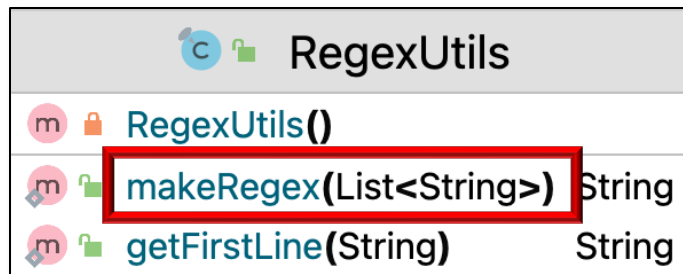 RegexUtils
RegexUtils()
makeRegex(List<String>) String
getFirstLine(String) String